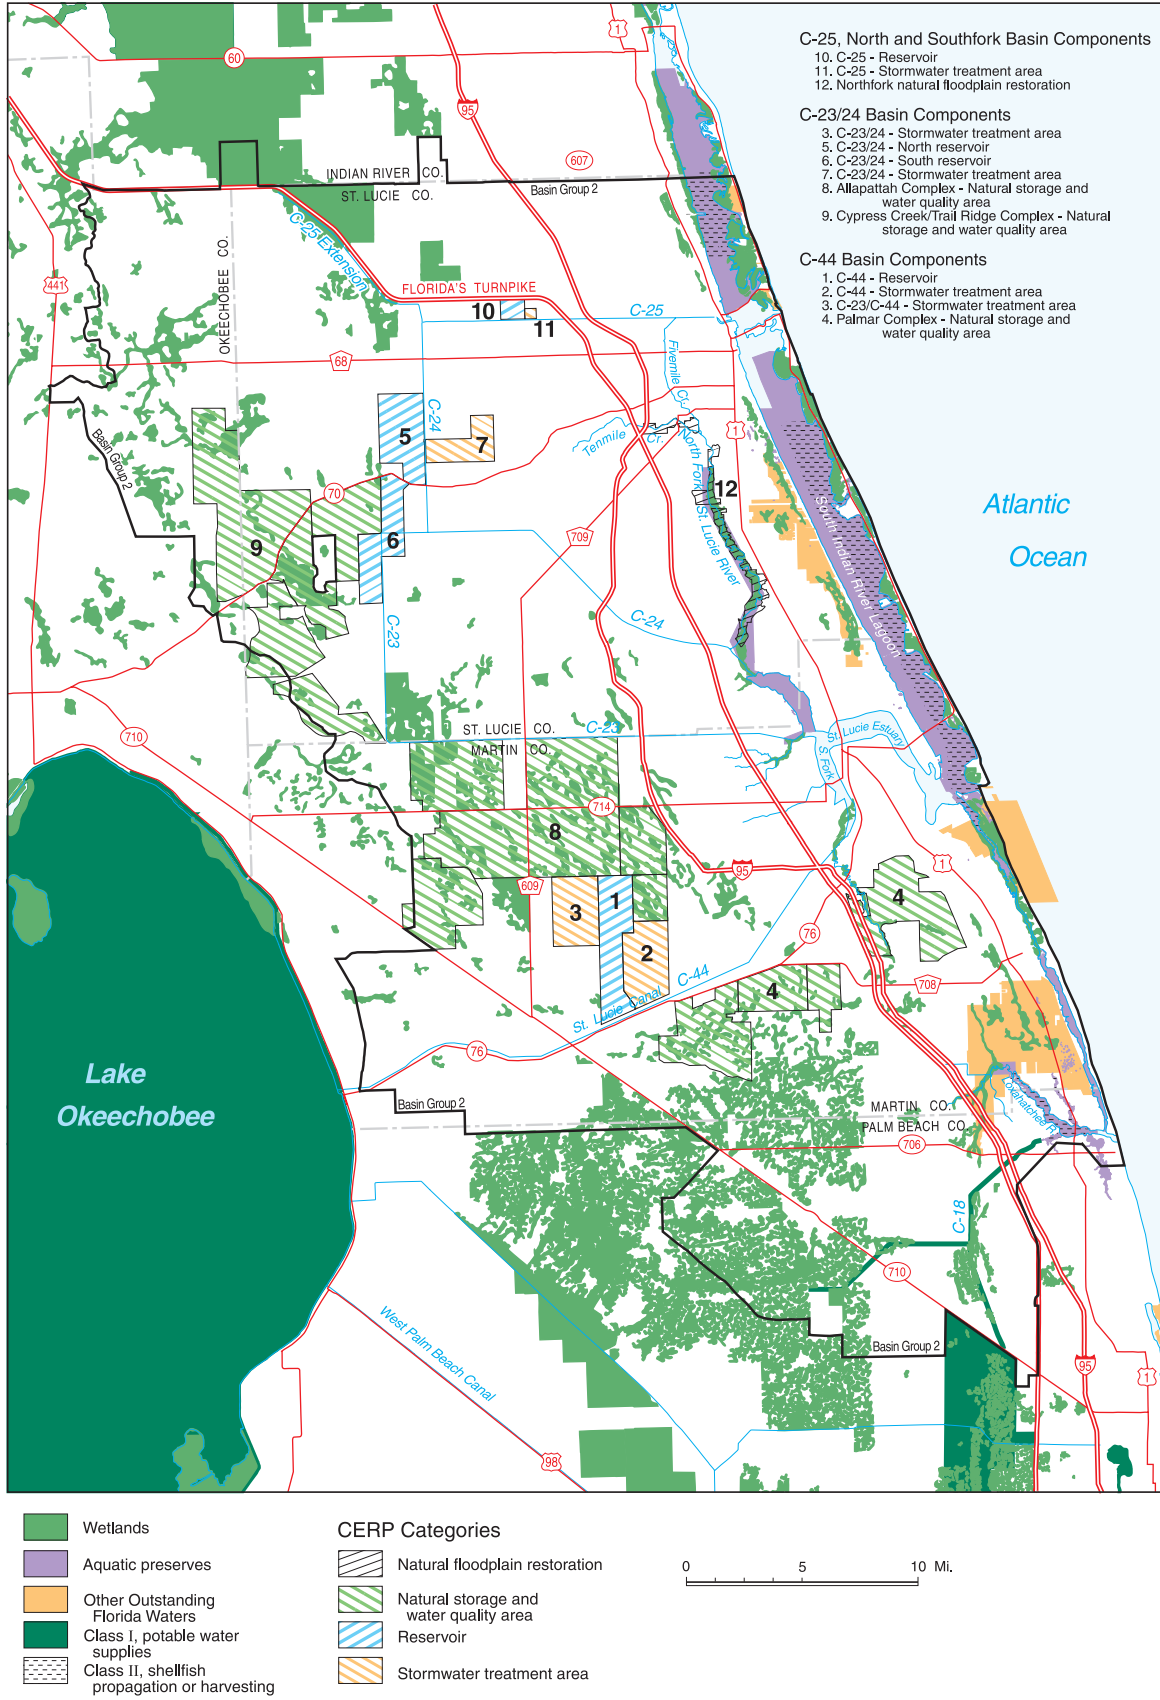 C-25, North and Southfork Basin Components
10. C-25 - Reservoir
11. C-25 - Stormwater treatment area
12. Northfork natural floodplain restoration
C-23/24 Basin Components
3. C-23/24 - Stormwater treatment area
5. C-23/24 - North reservoir
6. C-23/24 - South reservoir
7. C-23/24 - Stormwater treatment area
8. Allapattah Complex - Natural storage and
water quality area
9. Cypress Creek/Trail Ridge Complex - Natural
storage and water quality area
C-44 Basin Components
1. C-44 - Reservoir
2. C-44 - Stormwater treatment area
3. C-23/C-44 - Stormwater treatment area
4. Palmar Complex - Natural storage and
water quality area
1
60
95
607
INDIAN RIVER CO.
ST. LUCIE CO.
Basin Group 2
C-25 Extension
OKEECHOBEE CO.
441
FLORIDA'S TURNPIKE
10
11
C-25
68
Fivemile Cr.
C-24
5
7
Tenmile Cr.
1
Basin Group 2
70
North Fork St. Lucie River
12
Atlantic
Ocean
709
9
6
South Indian River Lagoon
C-24
C-23
710
ST. LUCIE CO.
MARTIN CO.
C-23
St. Lucie Estuary
S. Fork
714
8
95
1
609
3
1
4
76
2
C-44
708
4
St. Lucie Canal
76
Lake
Okeechobee
Basin Group 2
Loxahatchee R.
MARTIN CO.
PALM BEACH CO.
706
C-18
710
West Palm Beach Canal
Basin Group 2
95
1
98
Wetlands
Aquatic preserves
Other Outstanding
Florida Waters
Class I, potable water
supplies
Class II, shellfish
propagation or harvesting
CERP Categories
Natural floodplain restoration
Natural storage and
water quality area
Reservoir
Stormwater treatment area
0 5 10 Mi.